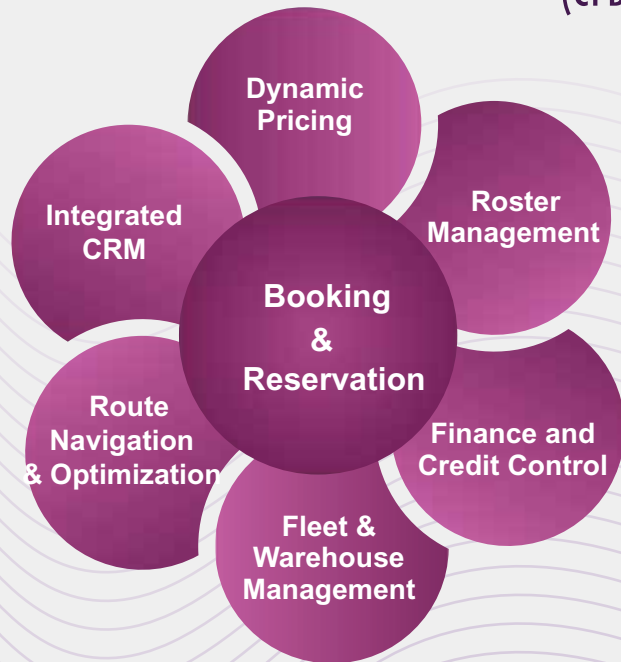 Dynamic
Pricing
Roster
Management
Integrated
CRM
Booking
&
Reservation
Route
Navigation
& Optimization
Finance and
Credit Control
Fleet &
Warehouse
Management